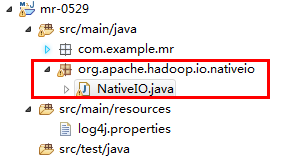 mr-0529
src/main/java
com.example.mr
org.apache.hadoop.io.nativeio
NativeIO.java
src/main/resources
log4j.properties
src/test/java